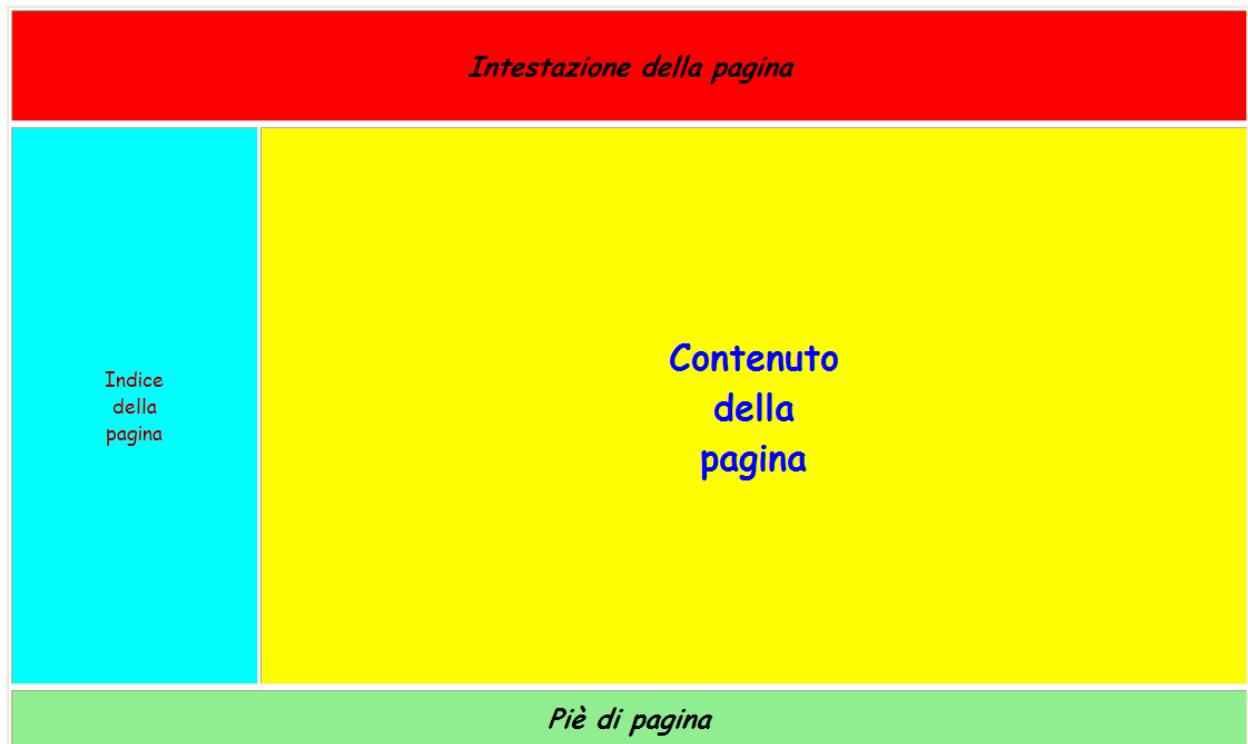 Intestazione della pagina
Indice
della
pagina
Contenuto
della
pagina
Piè di pagina